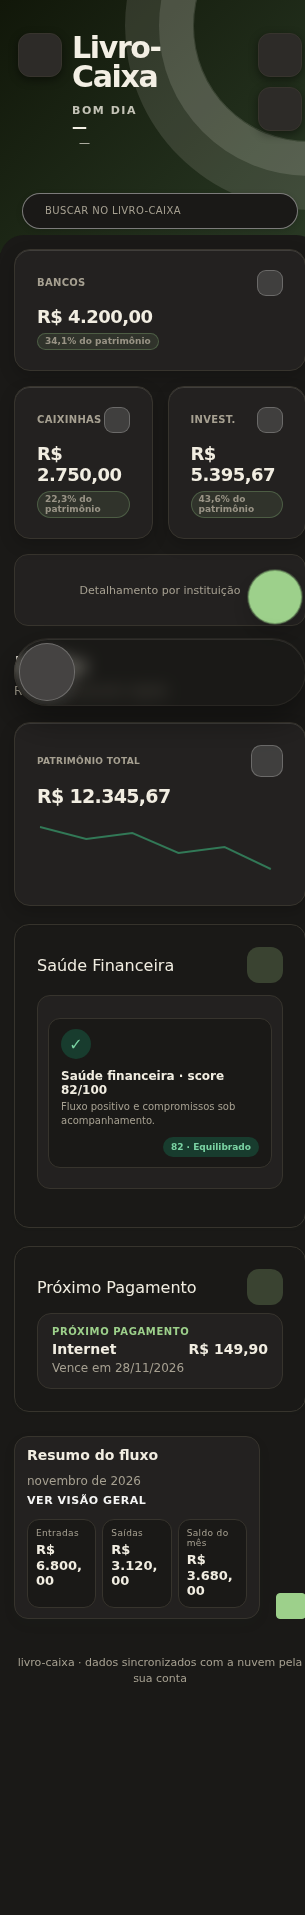 Livro-
Caixa
BOM DIA
—
—
BUSCAR NO LIVRO-CAIXA
BANCOS
R$ 4.200,00
34,1% do patrimônio
CAIXINHAS
R$
2.750,00
22,3% do
patrimônio
INVEST.
R$
5.395,67
43,6% do
patrimônio
Detalhamento por instituição
PATRIMÔNIO TOTAL
R$ 12.345,67
Saúde Financeira
✓
Saúde financeira · score
82/100
Fluxo positivo e compromissos sob
acompanhamento.
82 · Equilibrado
Próximo Pagamento
PRÓXIMO PAGAMENTO
Internet R$ 149,90
Vence em 28/11/2026
Resumo do fluxo
novembro de 2026
VER VISÃO GERAL
Entradas
R$
6.800,
00
Saídas
R$
3.120,
00
Saldo do
mês
R$
3.680,
00
livro-caixa · dados sincronizados com a nuvem pela
sua conta